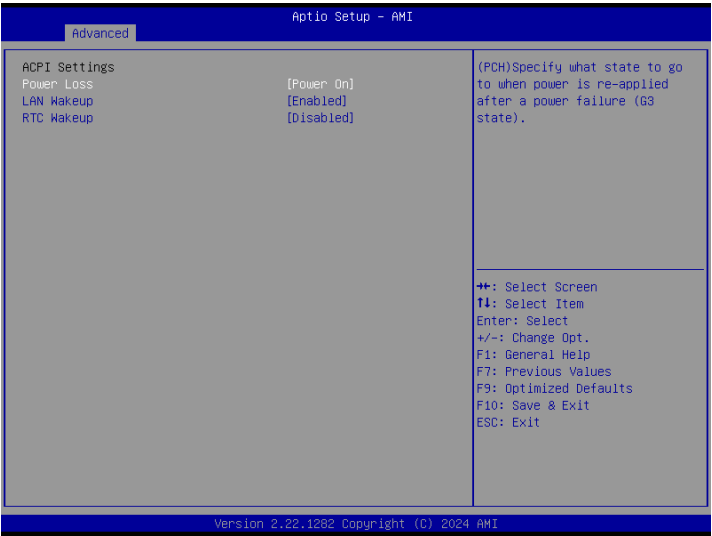 Aptio Setup - AMI
Advanced
ACPI Settings
Power Loss [Power On]
LAN Wakeup [Enabled]
RTC Wakeup [Disabled]
(PCH)Specify what state to go
to when power is re-applied
after a power failure (G3
state).
→←: Select Screen
↑↓: Select Item
Enter: Select
+/-: Change Opt.
F1: General Help
F7: Previous Values
F9: Optimized Defaults
F10: Save & Exit
ESC: Exit
Version 2.22.1282 Copyright (C) 2024 AMI